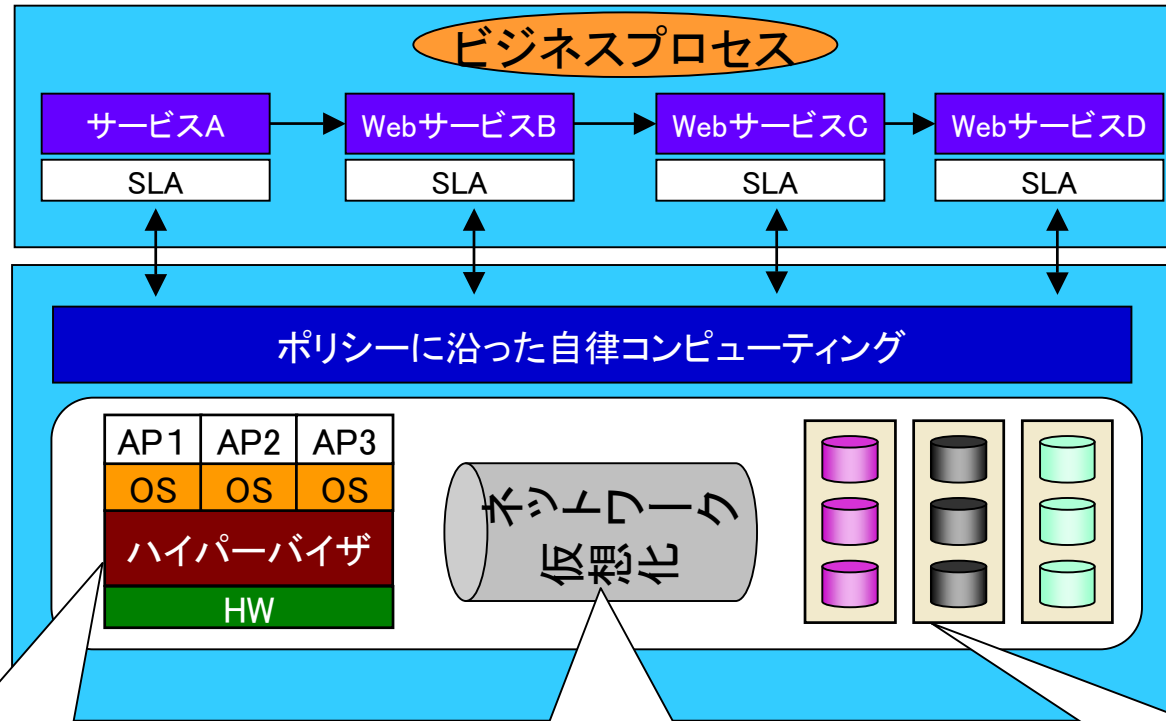 ビジネスプロセス
サービスA WebサービスB WebサービスC WebサービスD
SLA SLA SLA SLA
ポリシーに沿った自律コンピューティング
AP1 AP2 AP3
OS OS OS
ハイパーバイザ
HW
ネットワーク
仮想化